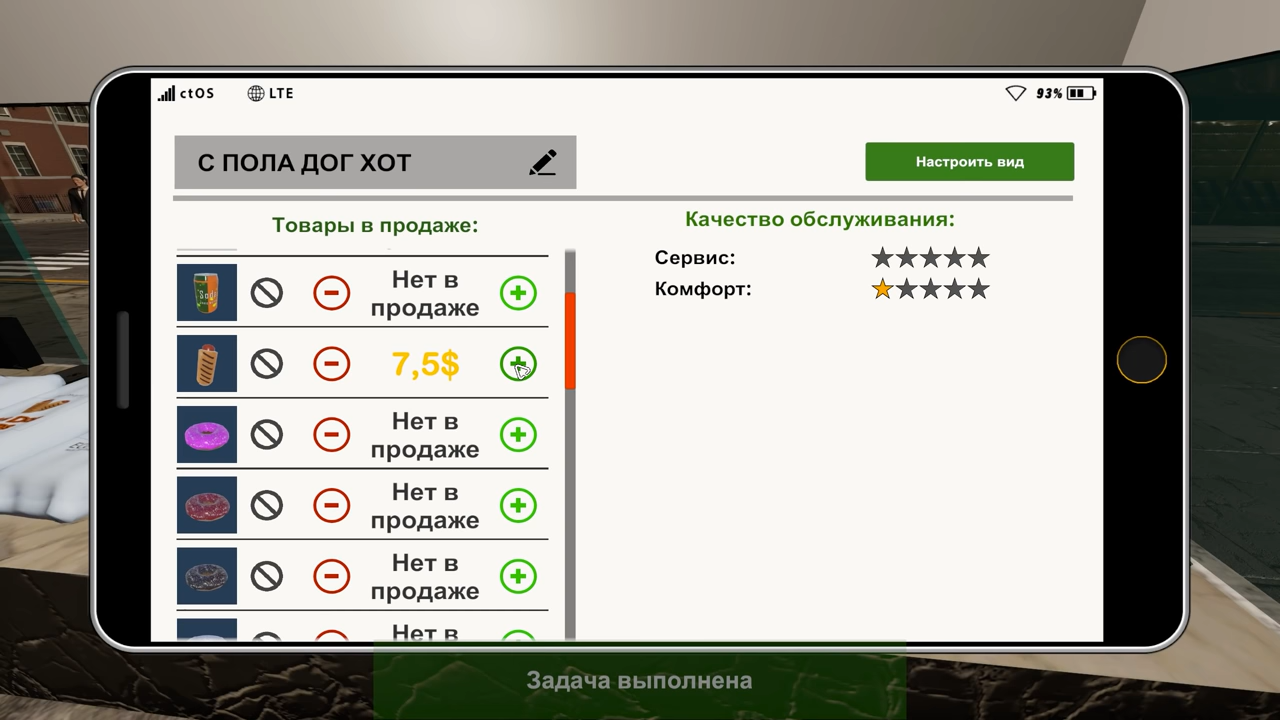 ctOS LTE 93%
С ПОЛА ДОГ ХОТ
Настроить вид
Товары в продаже:
Качество обслуживания:
Сервис:
Комфорт:
Нет в
продаже
7,5$
Нет в
продаже
Нет в
продаже
Нет в
продаже
Нет в
Задача выполнена